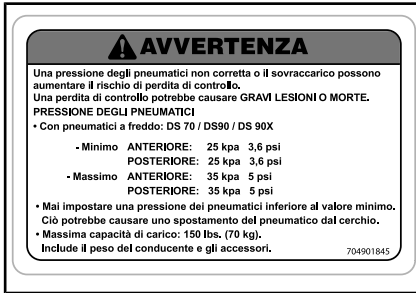 AVVERTENZA
Una pressione degli pneumatici non corretta o il sovraccarico possono
aumentare il rischio di perdita di controllo.
Una perdita di controllo potrebbe causare GRAVI LESIONI O MORTE.
PRESSIONE DEGLI PNEUMATICI
• Con pneumatici a freddo: DS 70 / DS90 / DS 90X
- Minimo ANTERIORE: 25 kpa 3,6 psi
POSTERIORE: 25 kpa 3,6 psi
- Massimo ANTERIORE: 35 kpa 5 psi
POSTERIORE: 35 kpa 5 psi
• Mai impostare una pressione dei pneumatici inferiore al valore minimo.
Ciò potrebbe causare uno spostamento del pneumatico dal cerchio.
• Massima capacità di carico: 150 lbs. (70 kg).
Include il peso del conducente e gli accessori.
704901845